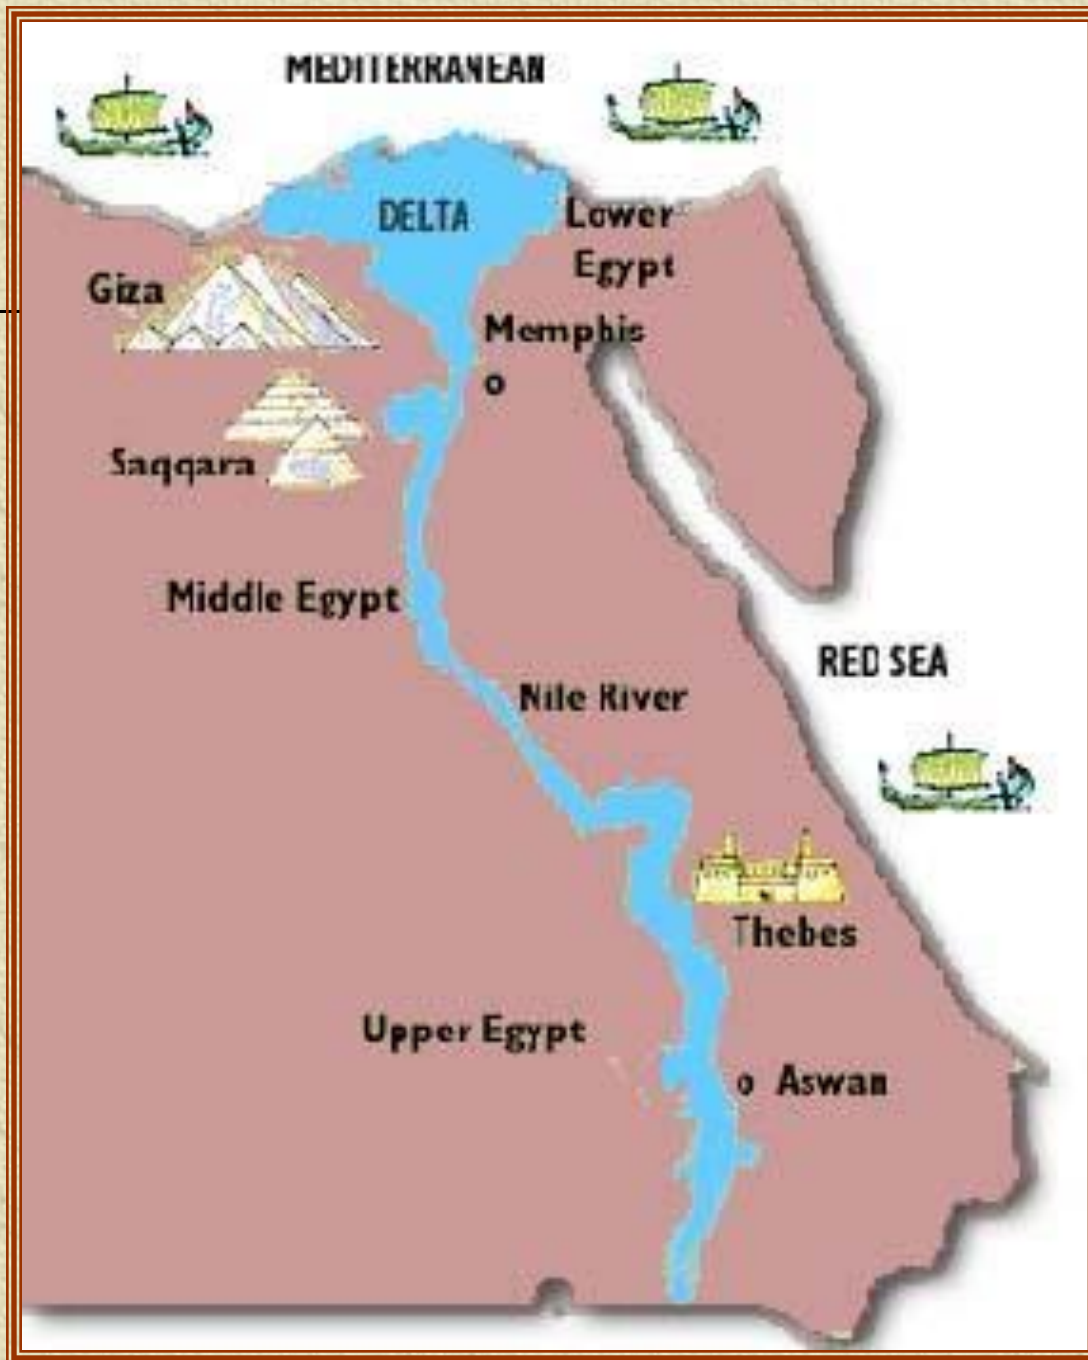 MEDITERRANEAN
DELTA
Lower
Egypt
Giza
Memphis
o
Saqqara
Middle Egypt
Nile River
RED SEA
Thebes
Upper Egypt
o Aswan